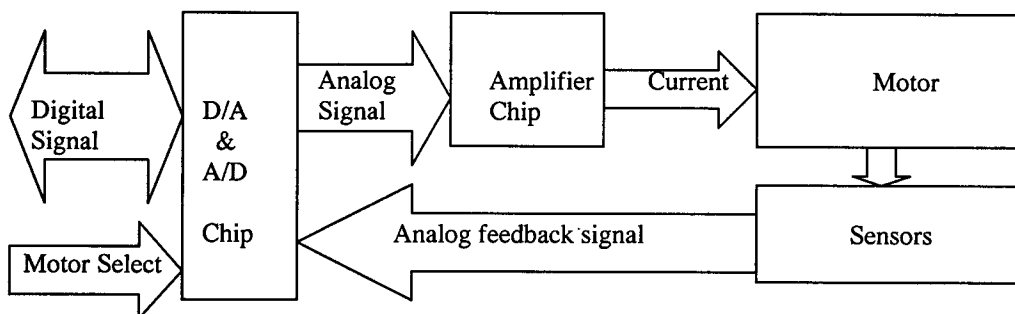 Digital
Signal
Motor Select
D/A
&
A/D
Chip
Analog
Signal
Amplifier
Chip
Current
Motor
Analog feedback signal
Sensors